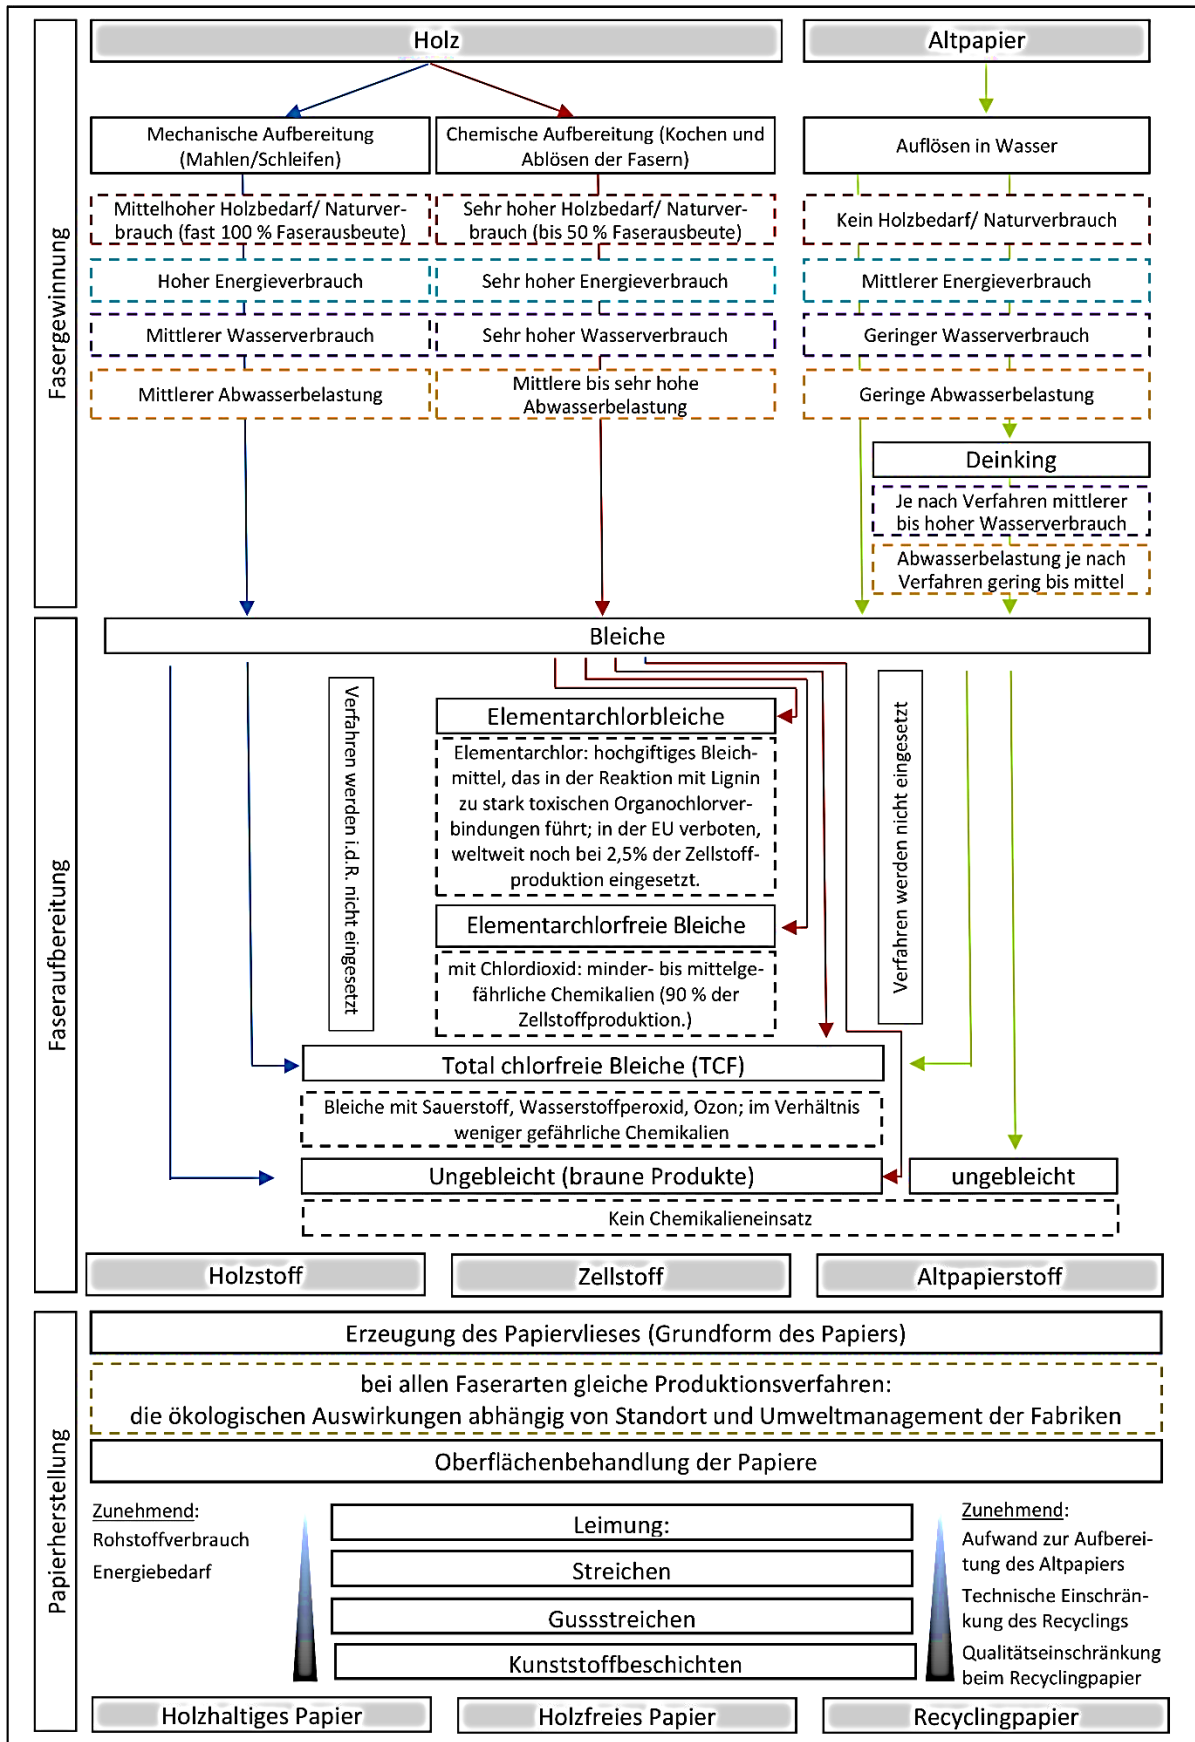 Fasergewinnung
Holz
Altpapier
Mechanische Aufbereitung
(Mahlen/Schleifen)
Chemische Aufbereitung (Kochen und
Ablösen der Fasern)
Auflösen in Wasser
Mittelhoher Holzbedarf/ Naturver-
brauch (fast 100 % Faserausbeute)
Sehr hoher Holzbedarf/ Naturver-
brauch (bis 50 % Faserausbeute)
Kein Holzbedarf/ Naturverbrauch
Hoher Energieverbrauch
Sehr hoher Energieverbrauch
Mittlerer Energieverbrauch
Mittlerer Wasserverbrauch
Sehr hoher Wasserverbrauch
Geringer Wasserverbrauch
Mittlerer Abwasserbelastung
Mittlere bis sehr hohe
Abwasserbelastung
Geringe Abwasserbelastung
Deinking
Je nach Verfahren mittlerer
bis hoher Wasserverbrauch
Abwasserbelastung je nach
Verfahren gering bis mittel
Faseraufbereitung
Bleiche
Verfahren werden i.d.R. nicht eingesetzt
Elementarchlorbleiche
Elementarchlor: hochgiftiges Bleich-
mittel, das in der Reaktion mit Lignin
zu stark toxischen Organochlorver-
bindungen führt; in der EU verboten,
weltweit noch bei 2,5% der Zellstoff-
produktion eingesetzt.
Elementarchlorfreie Bleiche
mit Chlordioxid: minder- bis mittelge-
fährliche Chemikalien (90 % der
Zellstoffproduktion.)
Verfahren werden nicht eingesetzt
Total chlorfreie Bleiche (TCF)
Bleiche mit Sauerstoff, Wasserstoffperoxid, Ozon; im Verhältnis
weniger gefährliche Chemikalien
Ungebleicht (braune Produkte)
ungebleicht
Kein Chemikalieneinsatz
Holzstoff
Zellstoff
Altpapierstoff
Papierherstellung
Erzeugung des Papiervlieses (Grundform des Papiers)
bei allen Faserarten gleiche Produktionsverfahren:
die ökologischen Auswirkungen abhängig von Standort und Umweltmanagement der Fabriken
Oberflächenbehandlung der Papiere
Zunehmend:
Rohstoffverbrauch
Energiebedarf
Leimung:
Streichen
Gussstreichen
Kunststoffbeschichten
Zunehmend:
Aufwand zur Aufberei-
tung des Altpapiers
Technische Einschrän-
kung des Recyclings
Qualitätseinschränkung
beim Recyclingpapier
Holzhaltiges Papier
Holzfreies Papier
Recyclingpapier